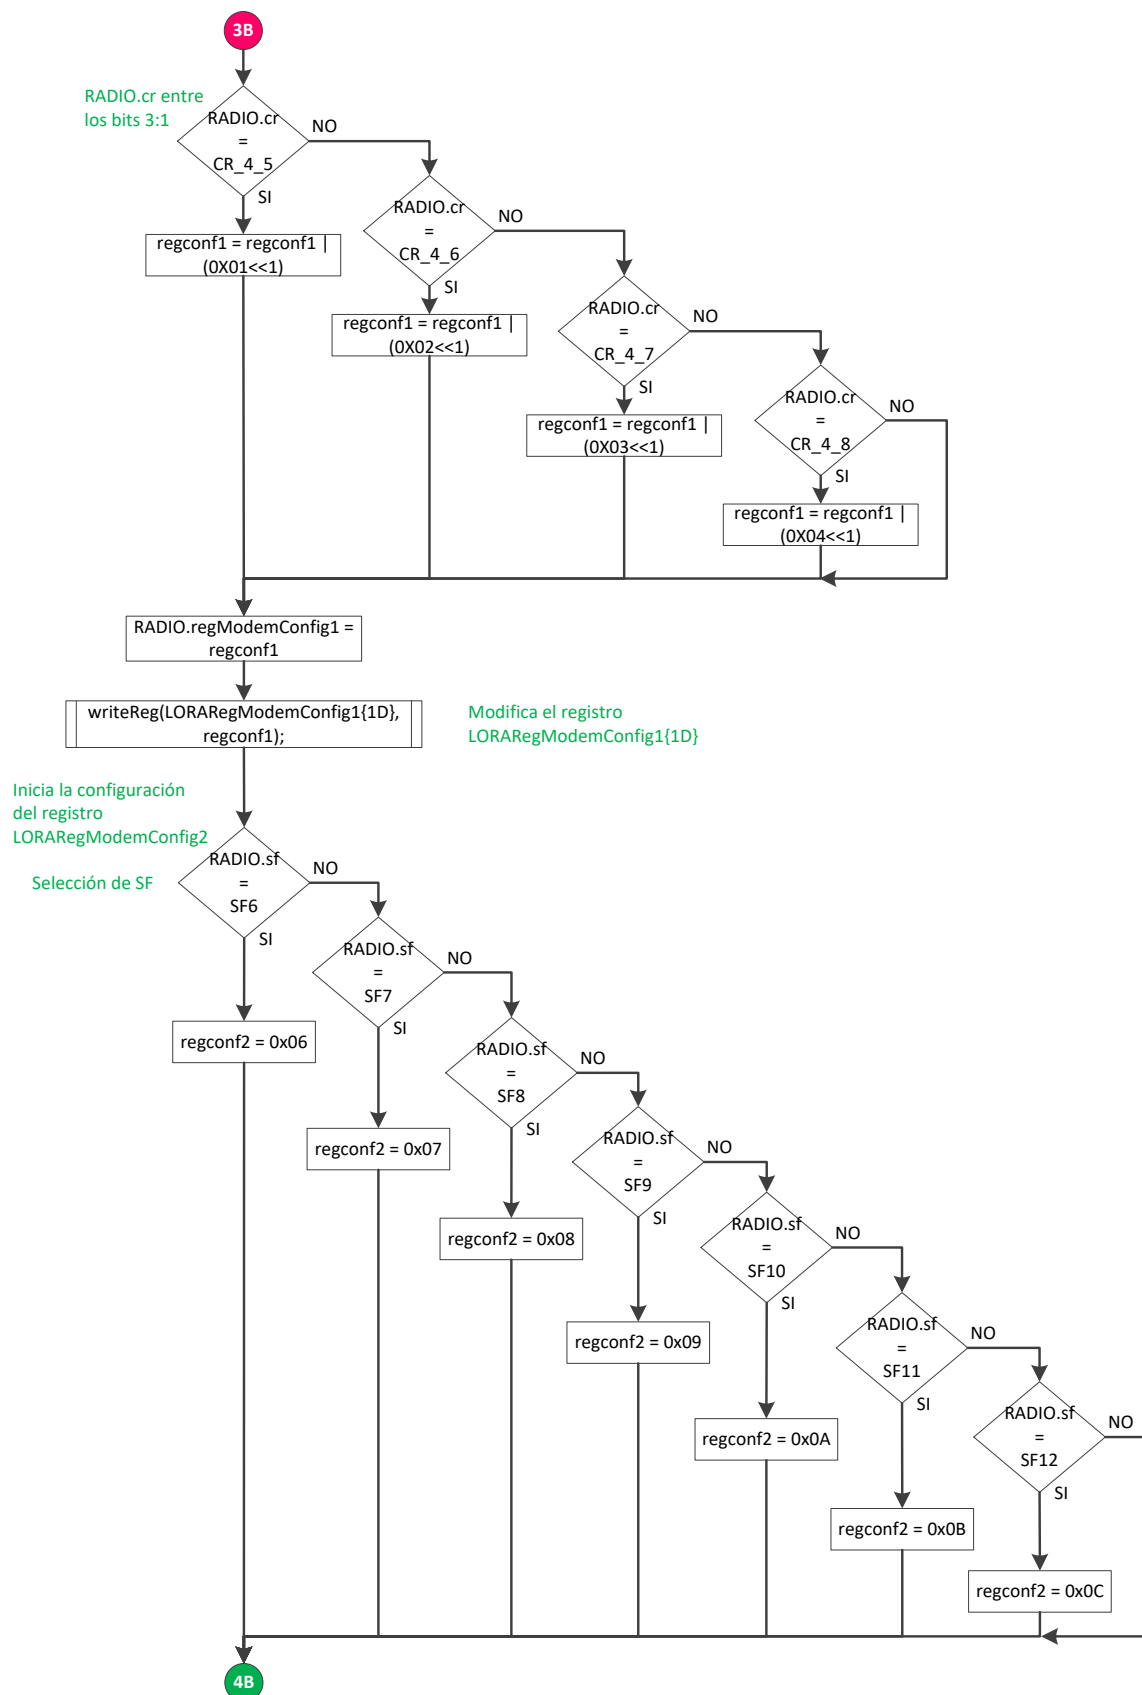 3B
RADIO.cr entre
los bits 3:1
RADIO.cr
=
CR_4_5
NO
SI
regconf1 = regconf1 |
(0X01<<1)
RADIO.cr
=
CR_4_6
NO
SI
regconf1 = regconf1 |
(0X02<<1)
RADIO.cr
=
CR_4_7
NO
SI
regconf1 = regconf1 |
(0X03<<1)
RADIO.cr
=
CR_4_8
NO
SI
regconf1 = regconf1 |
(0X04<<1)
RADIO.regModemConfig1 =
regconf1
writeReg(LORARegModemConfig1{1D},
regconf1);
Modifica el registro
LORARegModemConfig1{1D}
Inicia la configuración
del registro
LORARegModemConfig2
Selección de SF
RADIO.sf
=
SF6
NO
SI
regconf2 = 0x06
RADIO.sf
=
SF7
NO
SI
regconf2 = 0x07
RADIO.sf
=
SF8
NO
SI
regconf2 = 0x08
RADIO.sf
=
SF9
NO
SI
regconf2 = 0x09
RADIO.sf
=
SF10
NO
SI
regconf2 = 0x0A
RADIO.sf
=
SF11
NO
SI
regconf2 = 0x0B
RADIO.sf
=
SF12
NO
SI
regconf2 = 0x0C
4B